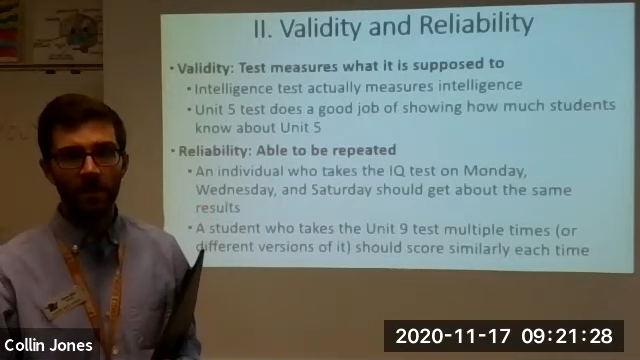 II. Validity and Reliability
• Validity: Test measures what it is supposed to
• Intelligence test actually measures intelligence
• Unit 5 test does a good job of showing how much students
know about Unit 5
• Reliability: Able to be repeated
• An individual who takes the IQ test on Monday,
Wednesday, and Saturday should get about the same
results
• A student who takes the Unit 9 test multiple times (or
different versions of it) should score similarly each time
Collin Jones
2020-11-17 09:21:28